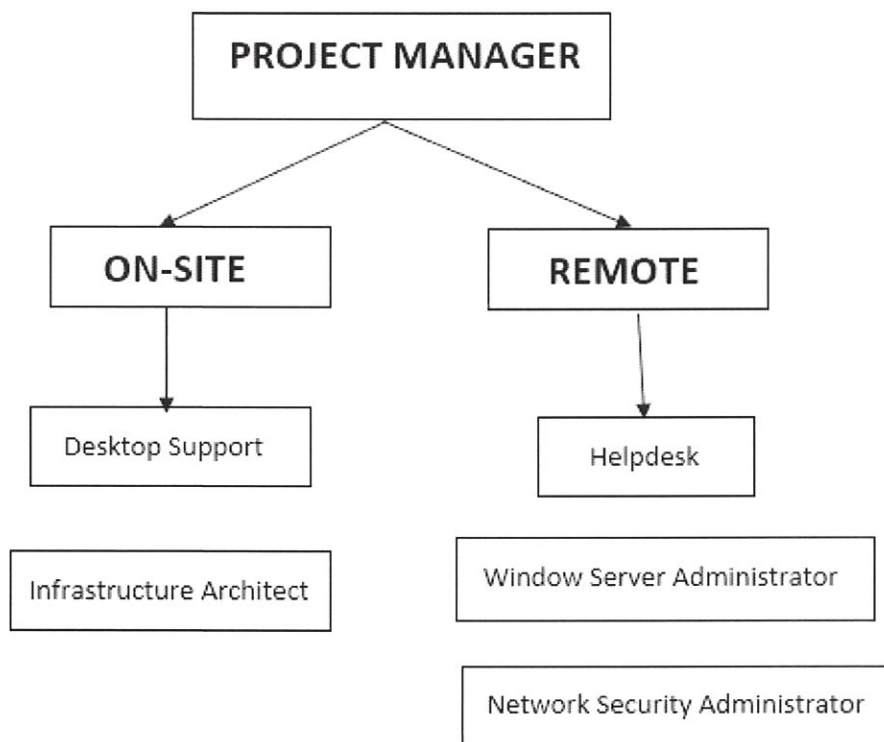 PROJECT MANAGER
ON-SITE
REMOTE
Desktop Support
Helpdesk
Infrastructure Architect
Window Server Administrator
Network Security Administrator